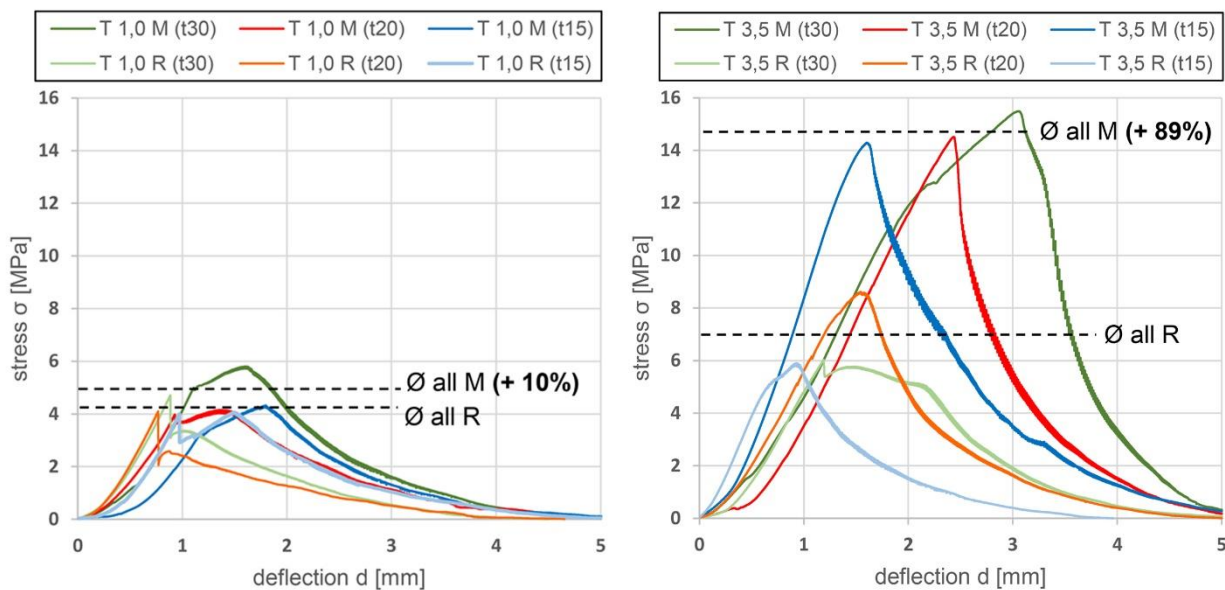 T 1,0 M (t30) T 1,0 M (t20) T 1,0 M (t15)
T 1,0 R (t30) T 1,0 R (t20) T 1,0 R (t15)
16
14
12
10
8
6
4
2
0
stress σ [MPa]
Ø all M (+ 10%)
Ø all R
0 1 2 3 4 5
deflection d [mm]
T 3,5 M (t30) T 3,5 M (t20) T 3,5 M (t15)
T 3,5 R (t30) T 3,5 R (t20) T 3,5 R (t15)
16
14
12
10
8
6
4
2
0
stress σ [MPa]
Ø all M (+ 89%)
Ø all R
0 1 2 3 4 5
deflection d [mm]